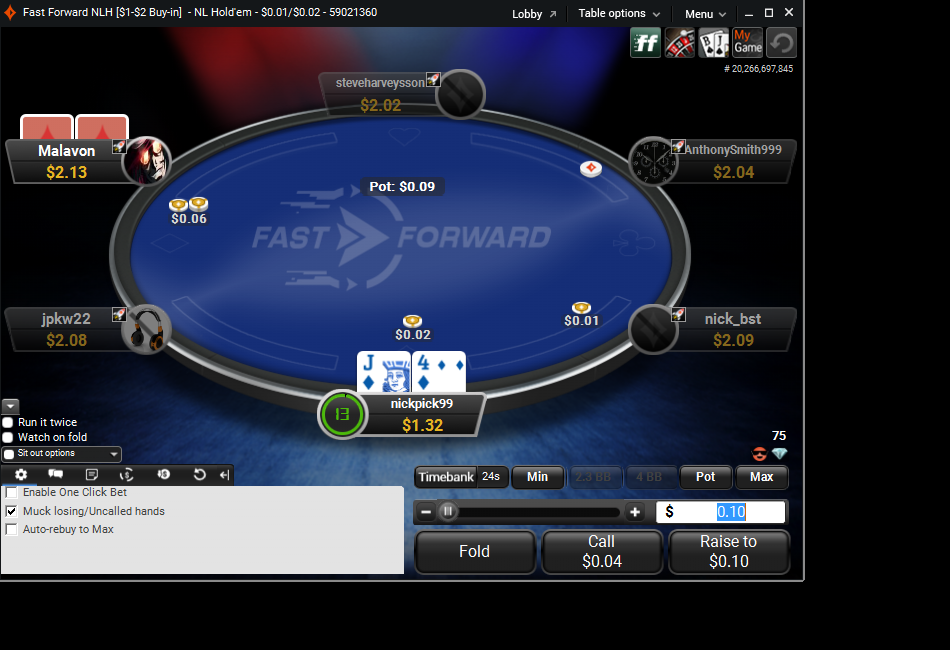 Fast Forward NLH [$1-$2 Buy-in] - NL Hold'em - $0.01/$0.02 - 59021360
Lobby
Table options
Menu
ff
My
Game
# 20,266,697,845
steveharveysson
$2.02
Malavon
$2.13
AnthonySmith999
$2.04
Pot: $0.09
$0.06
FAST FORWARD
jpkw22
$2.08
$0.02
$0.01
nick_bst
$2.09
J
4
13
nickpick99
$1.32
Run it twice
Watch on fold
Sit out options
75
Timebank 24s
Min
2.3 BB
4 BB
Pot
Max
Enable One Click Bet
Muck losing/Uncalled hands
Auto-rebuy to Max
$ 0.10
Fold
Call
$0.04
Raise to
$0.10